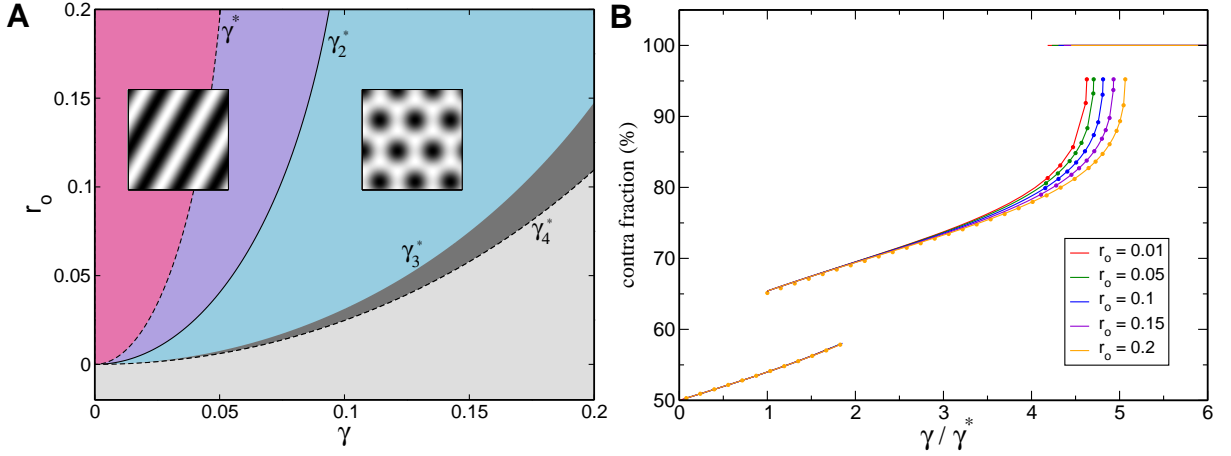 A
r_o
0.2
0.15
0.1
0.05
0
γ*
γ₂*
γ₃*
γ₄*
0 0.05 0.1 0.15 0.2
γ
B
contra fraction (%)
100
90
80
70
60
50
r_o = 0.01
r_o = 0.05
r_o = 0.1
r_o = 0.15
r_o = 0.2
0 1 2 3 4 5 6
γ / γ*